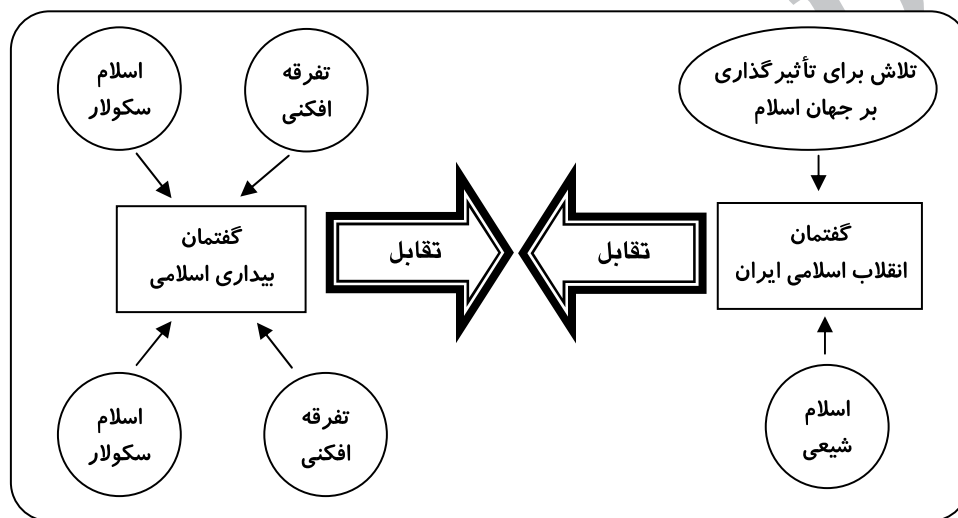 تلاش برای تأثیرگذاری
بر جهان اسلام
تفرقه
افکنی
اسلام
سکولار
گفتمان
انقلاب اسلامی ایران
تقابل
تقابل
گفتمان
بیداری اسلامی
اسلام
شیعی
تفرقه
افکنی
اسلام
سکولار